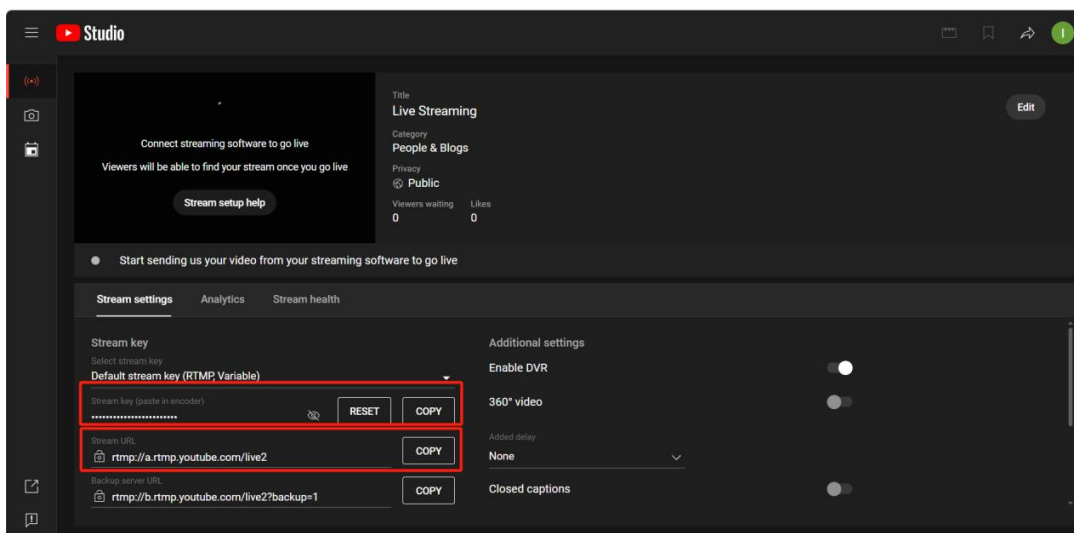 Studio
I
Connect streaming software to go live
Viewers will be able to find your stream once you go live
Stream setup help
Title
Live Streaming
Category
People & Blogs
Privacy
Public
Viewers waiting Likes
0 0
Edit
Start sending us your video from your streaming software to go live
Stream settings Analytics Stream health
Stream key
Select stream key
Default stream key (RTMP, Variable)
Stream key (paste in encoder)
••••••••••••••••••••••• RESET COPY
Stream URL
rtmp://a.rtmp.youtube.com/live2 COPY
Backup server URL
rtmp://b.rtmp.youtube.com/live2?backup=1 COPY
Additional settings
Enable DVR
360° video
Added delay
None
Closed captions